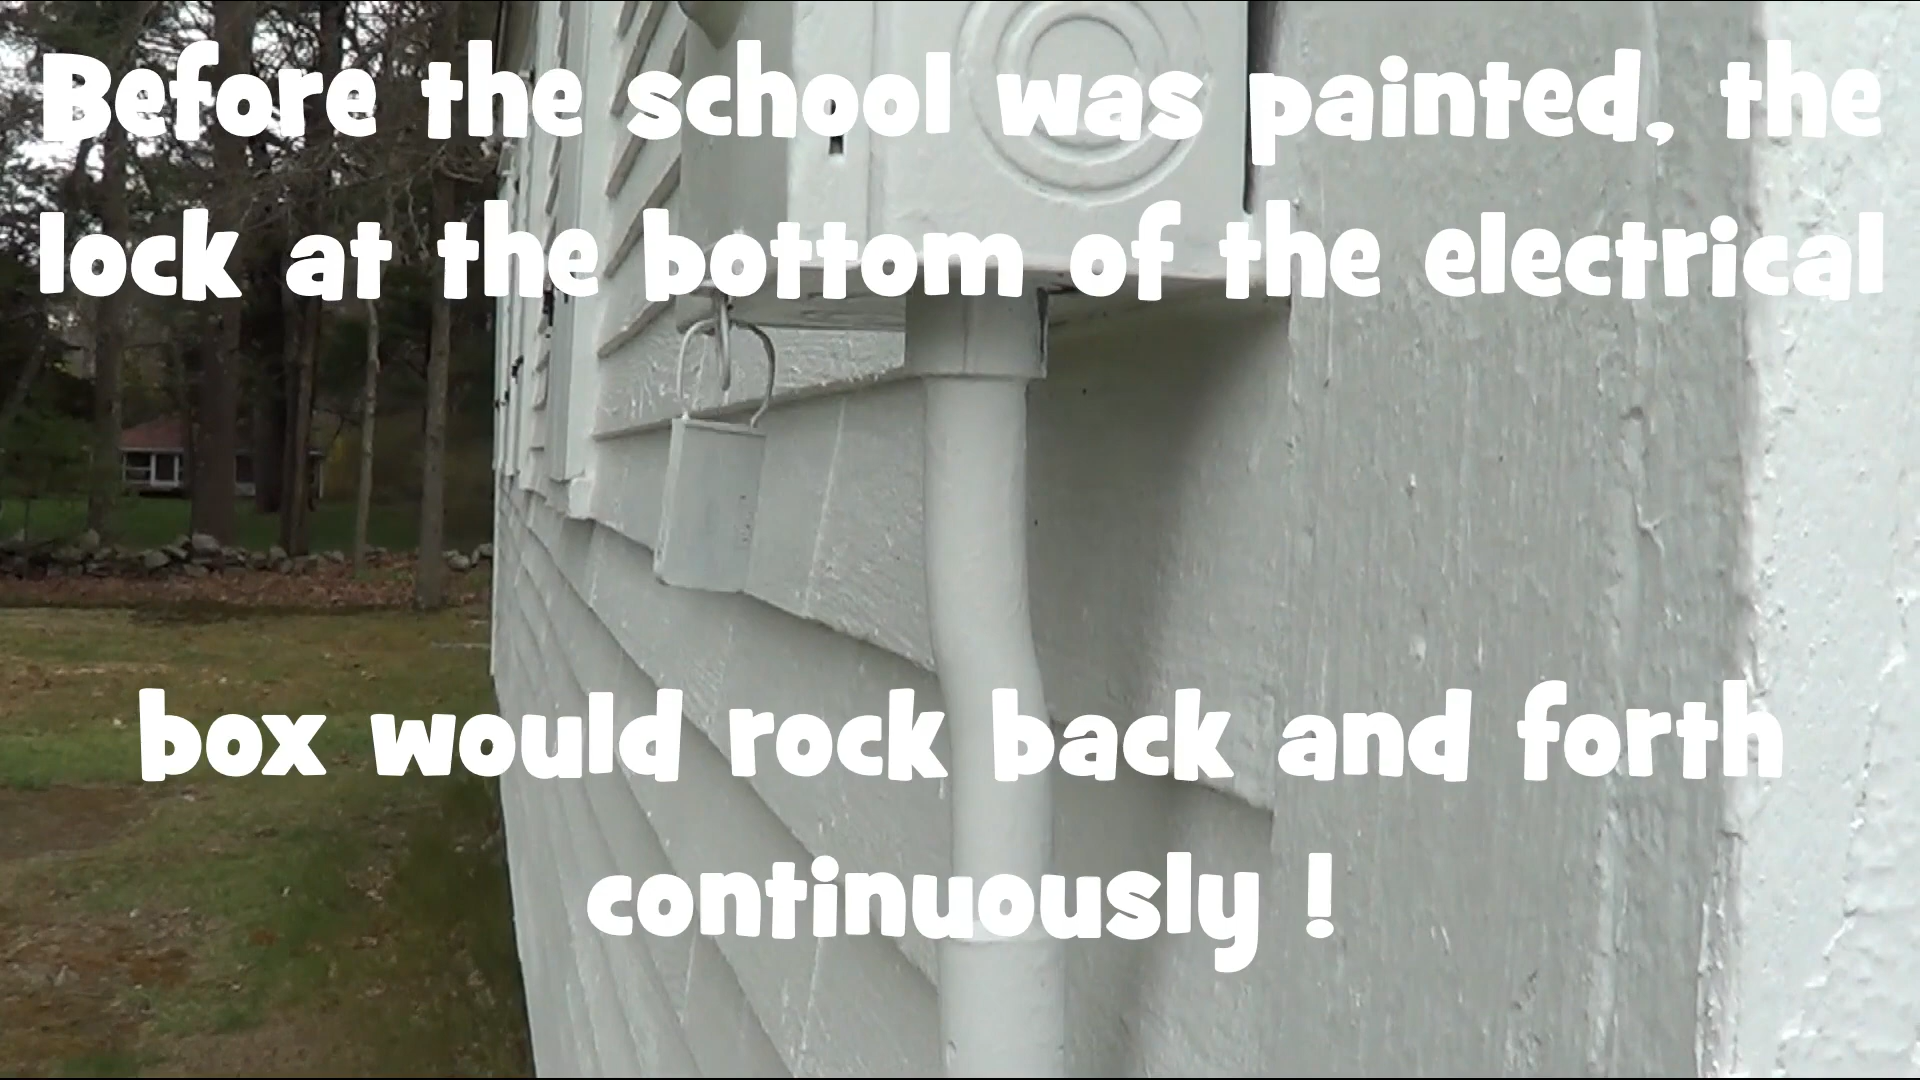 Before the school was painted, the
lock at the bottom of the electrical
box would rock back and forth
continuously !